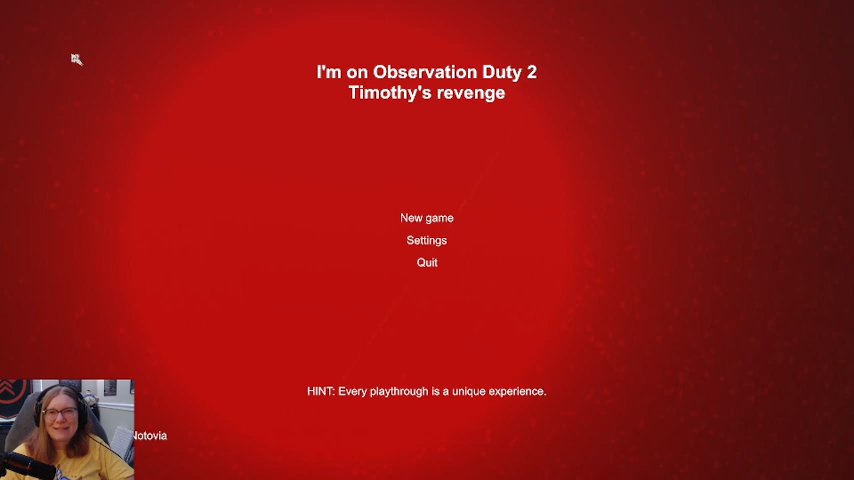 I'm on Observation Duty 2
Timothy's revenge
New game
Settings
Quit
HINT: Every playthrough is a unique experience.
Notovia